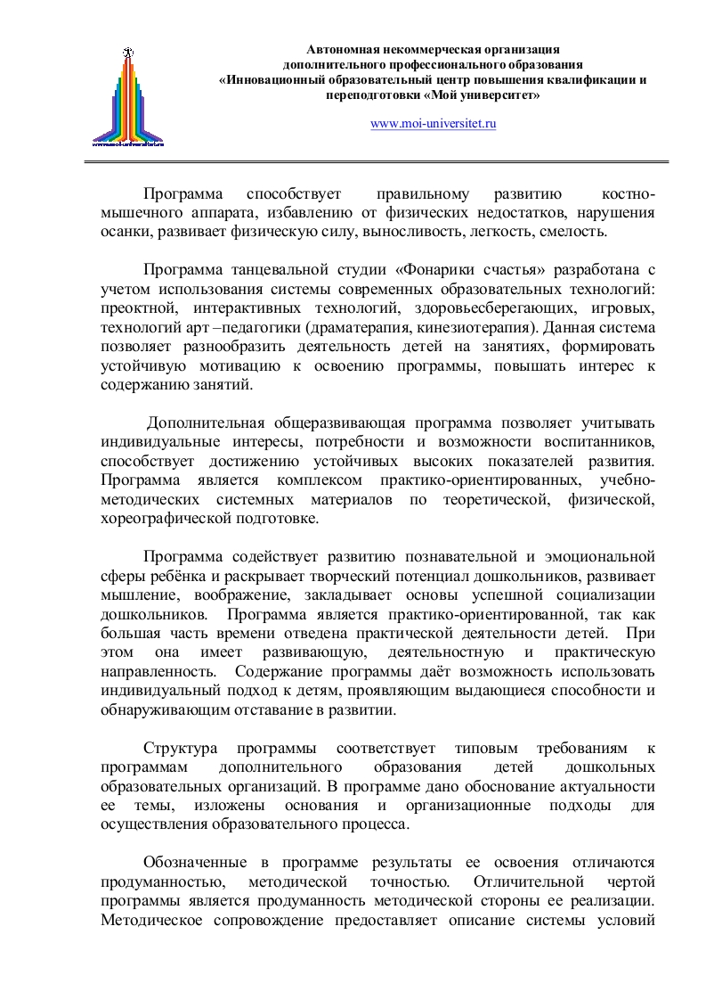 Автономная некоммерческая организация
дополнительного профессионального образования
«Инновационный образовательный центр повышения квалификации и
переподготовки «Мой университет»
www.moi-universitet.ru
www.moi-universitet.ru
Программа способствует правильному развитию костно-
мышечного аппарата, избавлению от физических недостатков, нарушения
осанки, развивает физическую силу, выносливость, легкость, смелость.
Программа танцевальной студии «Фонарики счастья» разработана с
учетом использования системы современных образовательных технологий:
преоктной, интерактивных технологий, здоровьесберегающих, игровых,
технологий арт –педагогики (драматерапия, кинезиотерапия). Данная система
позволяет разнообразить деятельность детей на занятиях, формировать
устойчивую мотивацию к освоению программы, повышать интерес к
содержанию занятий.
Дополнительная общеразвивающая программа позволяет учитывать
индивидуальные интересы, потребности и возможности воспитанников,
способствует достижению устойчивых высоких показателей развития.
Программа является комплексом практико-ориентированных, учебно-
методических системных материалов по теоретической, физической,
хореографической подготовке.
Программа содействует развитию познавательной и эмоциональной
сферы ребёнка и раскрывает творческий потенциал дошкольников, развивает
мышление, воображение, закладывает основы успешной социализации
дошкольников. Программа является практико-ориентированной, так как
большая часть времени отведена практической деятельности детей. При
этом она имеет развивающую, деятельностную и практическую
направленность. Содержание программы даёт возможность использовать
индивидуальный подход к детям, проявляющим выдающиеся способности и
обнаруживающим отставание в развитии.
Структура программы соответствует типовым требованиям к
программам дополнительного образования детей дошкольных
образовательных организаций. В программе дано обоснование актуальности
ее темы, изложены основания и организационные подходы для
осуществления образовательного процесса.
Обозначенные в программе результаты ее освоения отличаются
продуманностью, методической точностью. Отличительной чертой
программы является продуманность методической стороны ее реализации.
Методическое сопровождение предоставляет описание системы условий